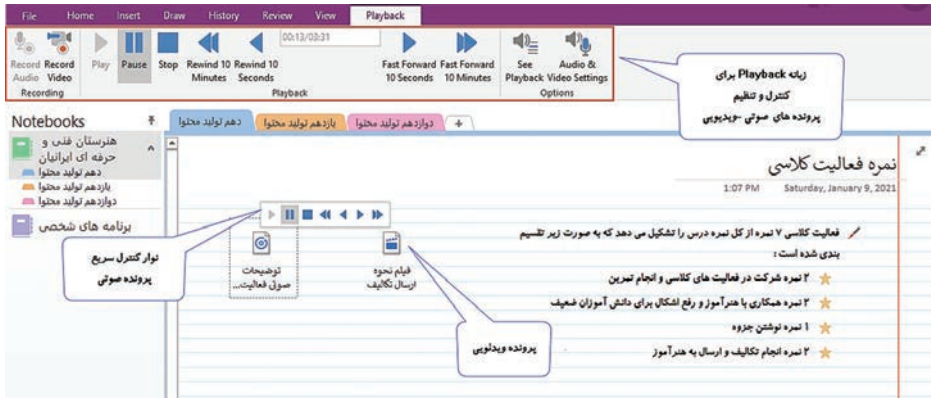 File Home Insert Draw History Review View Playback
Record Audio
Record Video
Recording
Play
Pause
Stop
Rewind 10 Minutes
Rewind 10 Seconds
00:13/03:31
Fast Forward 10 Seconds
Fast Forward 10 Minutes
Playback
See Playback
Audio & Video Settings
Options
زبانه Playback برای
کنترل و تنظیم
پرونده های صوتی -ویدیویی
Notebooks
دهم تولید محتوا
یازدهم تولید محتوا
دوازدهم تولید محتوا
هنرستان فنی و
حرفه ای ایرانیان
دهم تولید محتوا
یازدهم تولید محتوا
دوازدهم تولید محتوا
برنامه های شخصی
نمره فعالیت کلاسی
1:07 PM Saturday, January 9, 2021
فعالیت کلاسی ۷ نمره از کل نمره درس را تشکیل می دهد که به صورت زیر تقسیم
بندی شده است :
۲ نمره شرکت در فعالیت های کلاسی و انجام تمرین
۲ نمره همکاری با هنرآموز و رفع اشکال برای دانش آموزان ضعیف
۱ نمره نوشتن جزوه
۲ نمره انجام تکالیف و ارسال به هنرآموز
فیلم نحوه
ارسال تکالیف
توضیحات
صوتی فعالیت...
نوار کنترل سریع
پرونده صوتی
پرونده ویدئویی